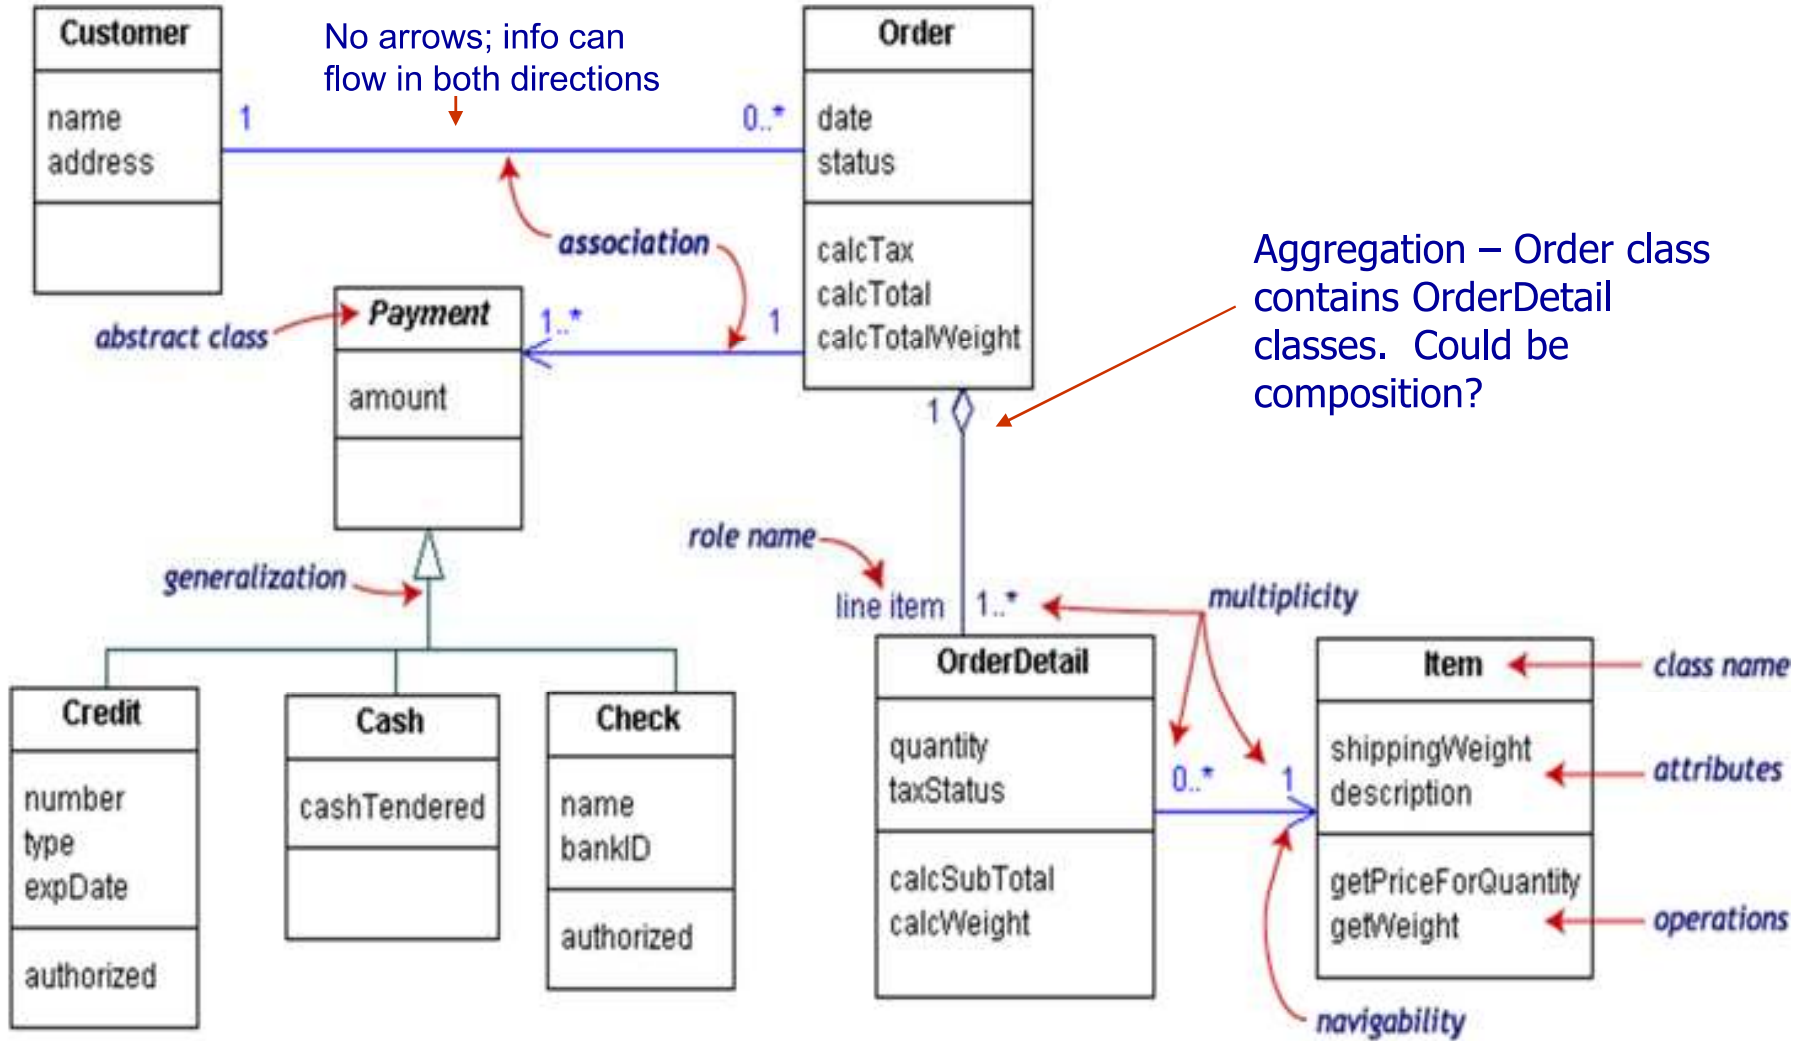 Customer
name
address
No arrows; info can
flow in both directions
1
0..*
association
Order
date
status
calcTax
calcTotal
calcTotalWeight
abstract class
Payment
amount
1..*
1
Aggregation – Order class
contains OrderDetail
classes. Could be
composition?
1
role name
line item
1..*
multiplicity
generalization
Credit
number
type
expDate
authorized
Cash
cashTendered
Check
name
bankID
authorized
OrderDetail
quantity
taxStatus
calcSubTotal
calcWeight
0..*
1
Item
shippingWeight
description
getPriceForQuantity
getWeight
class name
attributes
operations
navigability